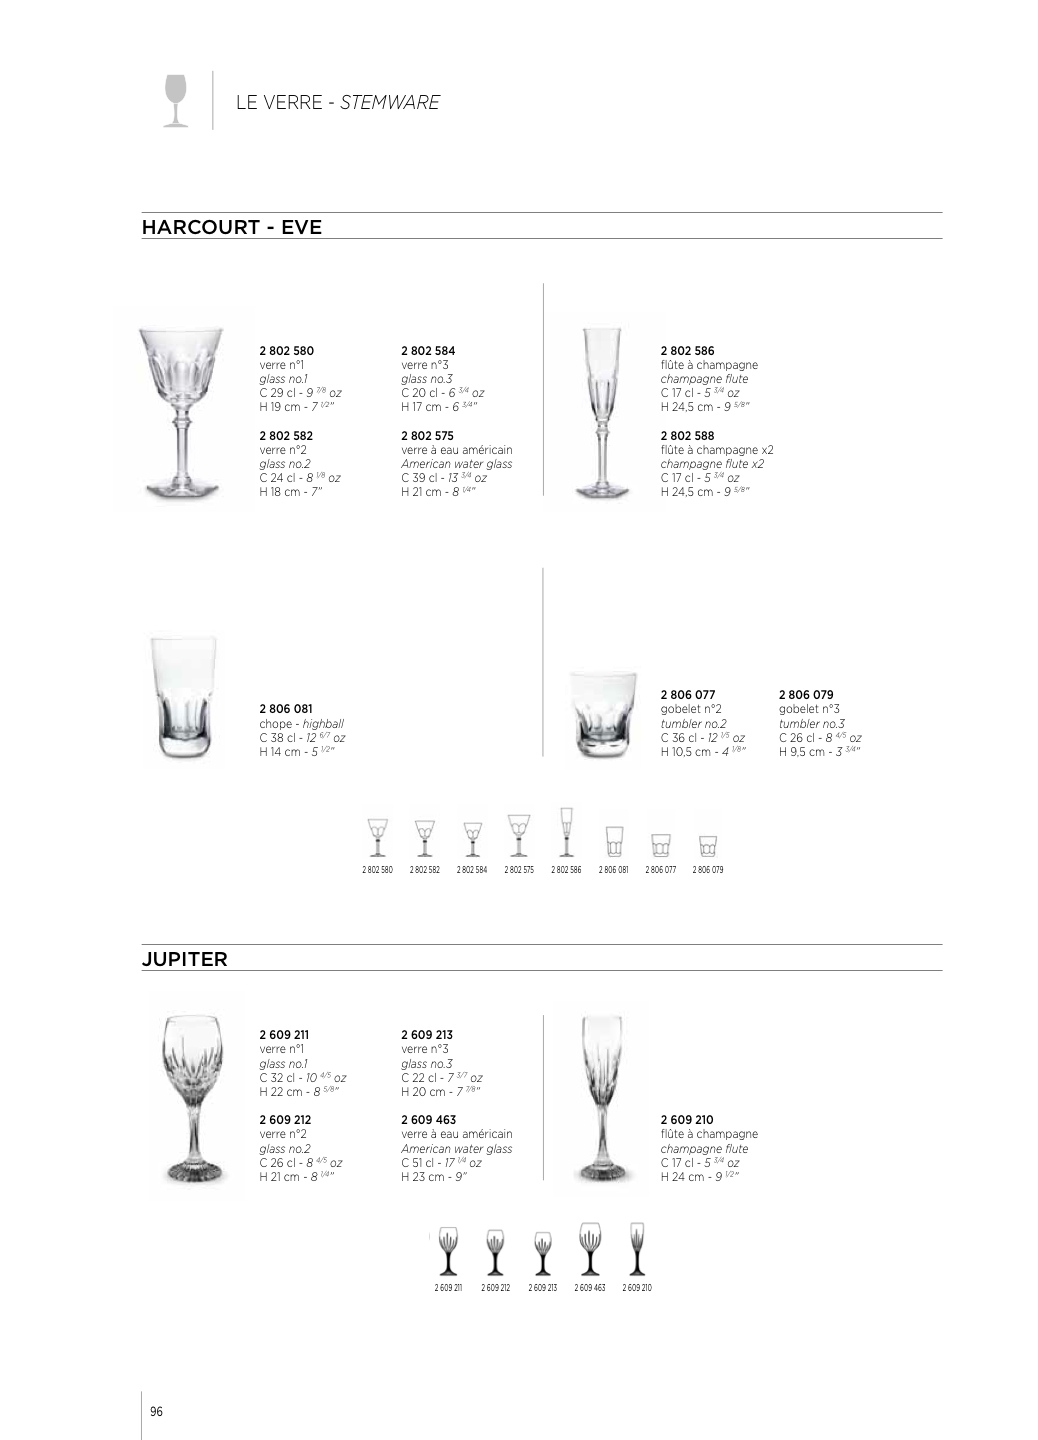 LE VERRE - STEMWARE
HARCOURT - EVE
2 802 580
verre n°1
glass no.1
C 29 cl - 9 7/8 oz
H 19 cm - 7 1/2"
2 802 582
verre n°2
glass no.2
C 24 cl - 8 1/8 oz
H 18 cm - 7"
2 802 584
verre n°3
glass no.3
C 20 cl - 6 3/4 oz
H 17 cm - 6 3/4"
2 802 575
verre à eau américain
American water glass
C 39 cl - 13 3/4 oz
H 21 cm - 8 1/4"
2 802 586
flûte à champagne
champagne flute
C 17 cl - 5 3/4 oz
H 24,5 cm - 9 5/8"
2 802 588
flûte à champagne x2
champagne flute x2
C 17 cl - 5 3/4 oz
H 24,5 cm - 9 5/8"
2 806 081
chope - highball
C 38 cl - 12 6/7 oz
H 14 cm - 5 1/2"
2 806 077
gobelet n°2
tumbler no.2
C 36 cl - 12 1/5 oz
H 10,5 cm - 4 1/8"
2 806 079
gobelet n°3
tumbler no.3
C 26 cl - 8 4/5 oz
H 9,5 cm - 3 3/4"
2 802 580 2 802 582 2 802 584 2 802 575 2 802 586 2 806 081 2 806 077 2 806 079
JUPITER
2 609 211
verre n°1
glass no.1
C 32 cl - 10 4/5 oz
H 22 cm - 8 5/8"
2 609 212
verre n°2
glass no.2
C 26 cl - 8 4/5 oz
H 21 cm - 8 1/4"
2 609 213
verre n°3
glass no.3
C 22 cl - 7 3/7 oz
H 20 cm - 7 7/8"
2 609 463
verre à eau américain
American water glass
C 51 cl - 17 1/4 oz
H 23 cm - 9"
2 609 210
flûte à champagne
champagne flute
C 17 cl - 5 3/4 oz
H 24 cm - 9 1/2"
2 609 211 2 609 212 2 609 213 2 609 463 2 609 210
96